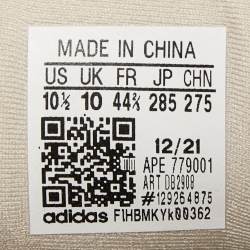 MADE IN CHINA
US UK FR JP CHN
10½ 10 44⅔ 285 275
12/21
APE 779001
ART DB2908
#129264875
adidas F1HBMKYk00362